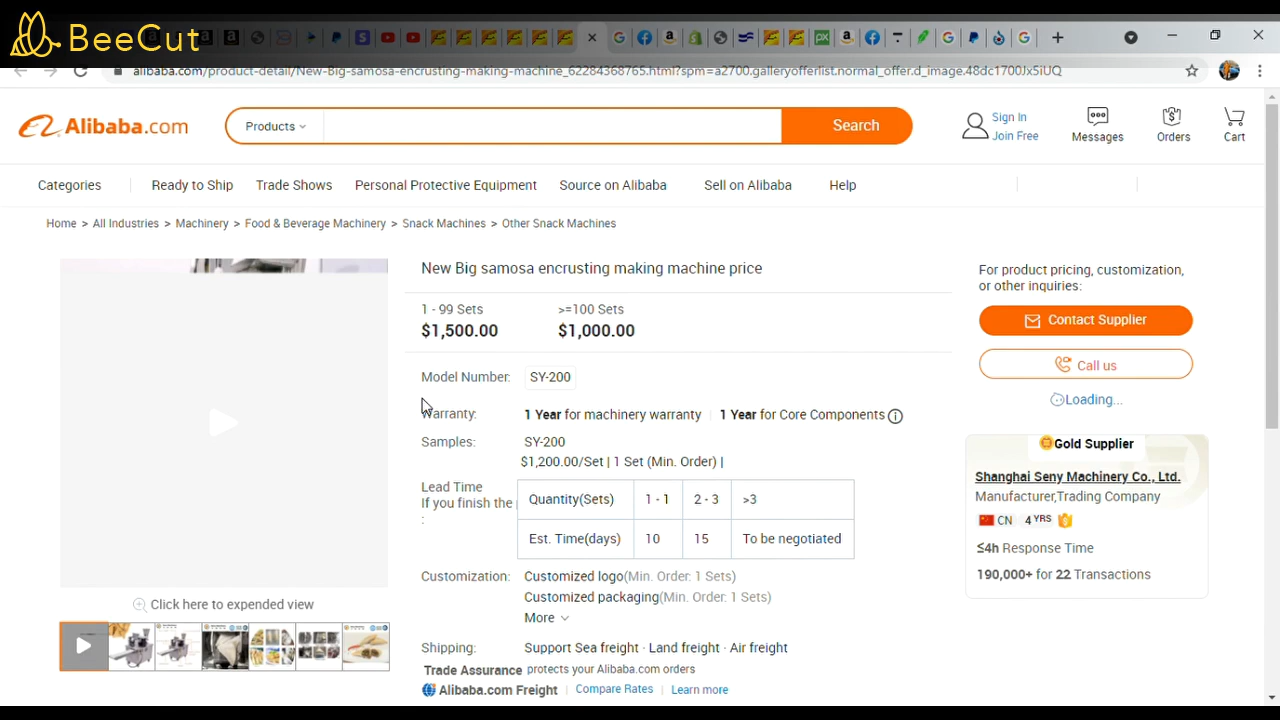 BeeCut
alibaba.com/product-detail/New-Big-samosa-encrusting-making-machine_62284368765.html?spm=a2700.galleryofferlist.normal_offer.d_image.48dc1700Jx5iUQ
Alibaba.com
Products
Search
Sign In
Join Free
Messages
Orders
Cart
Categories
Ready to Ship
Trade Shows
Personal Protective Equipment
Source on Alibaba
Sell on Alibaba
Help
Home > All Industries > Machinery > Food & Beverage Machinery > Snack Machines > Other Snack Machines
New Big samosa encrusting making machine price
1 - 99 Sets >=100 Sets
$1,500.00 $1,000.00
Model Number: SY-200
Warranty: 1 Year for machinery warranty | 1 Year for Core Components
Samples: SY-200
$1,200.00/Set | 1 Set (Min. Order) |
Lead Time
If you finish the
:
Quantity(Sets) 1 - 1 2 - 3 >3
Est. Time(days) 10 15 To be negotiated
Customization: Customized logo(Min. Order: 1 Sets)
Customized packaging(Min. Order: 1 Sets)
More
Shipping: Support Sea freight · Land freight · Air freight
Trade Assurance protects your Alibaba.com orders
Alibaba.com Freight | Compare Rates | Learn more
Click here to expended view
For product pricing, customization,
or other inquiries:
Contact Supplier
Call us
Loading...
Gold Supplier
Shanghai Seny Machinery Co., Ltd.
Manufacturer,Trading Company
CN 4 YRS
≤4h Response Time
190,000+ for 22 Transactions